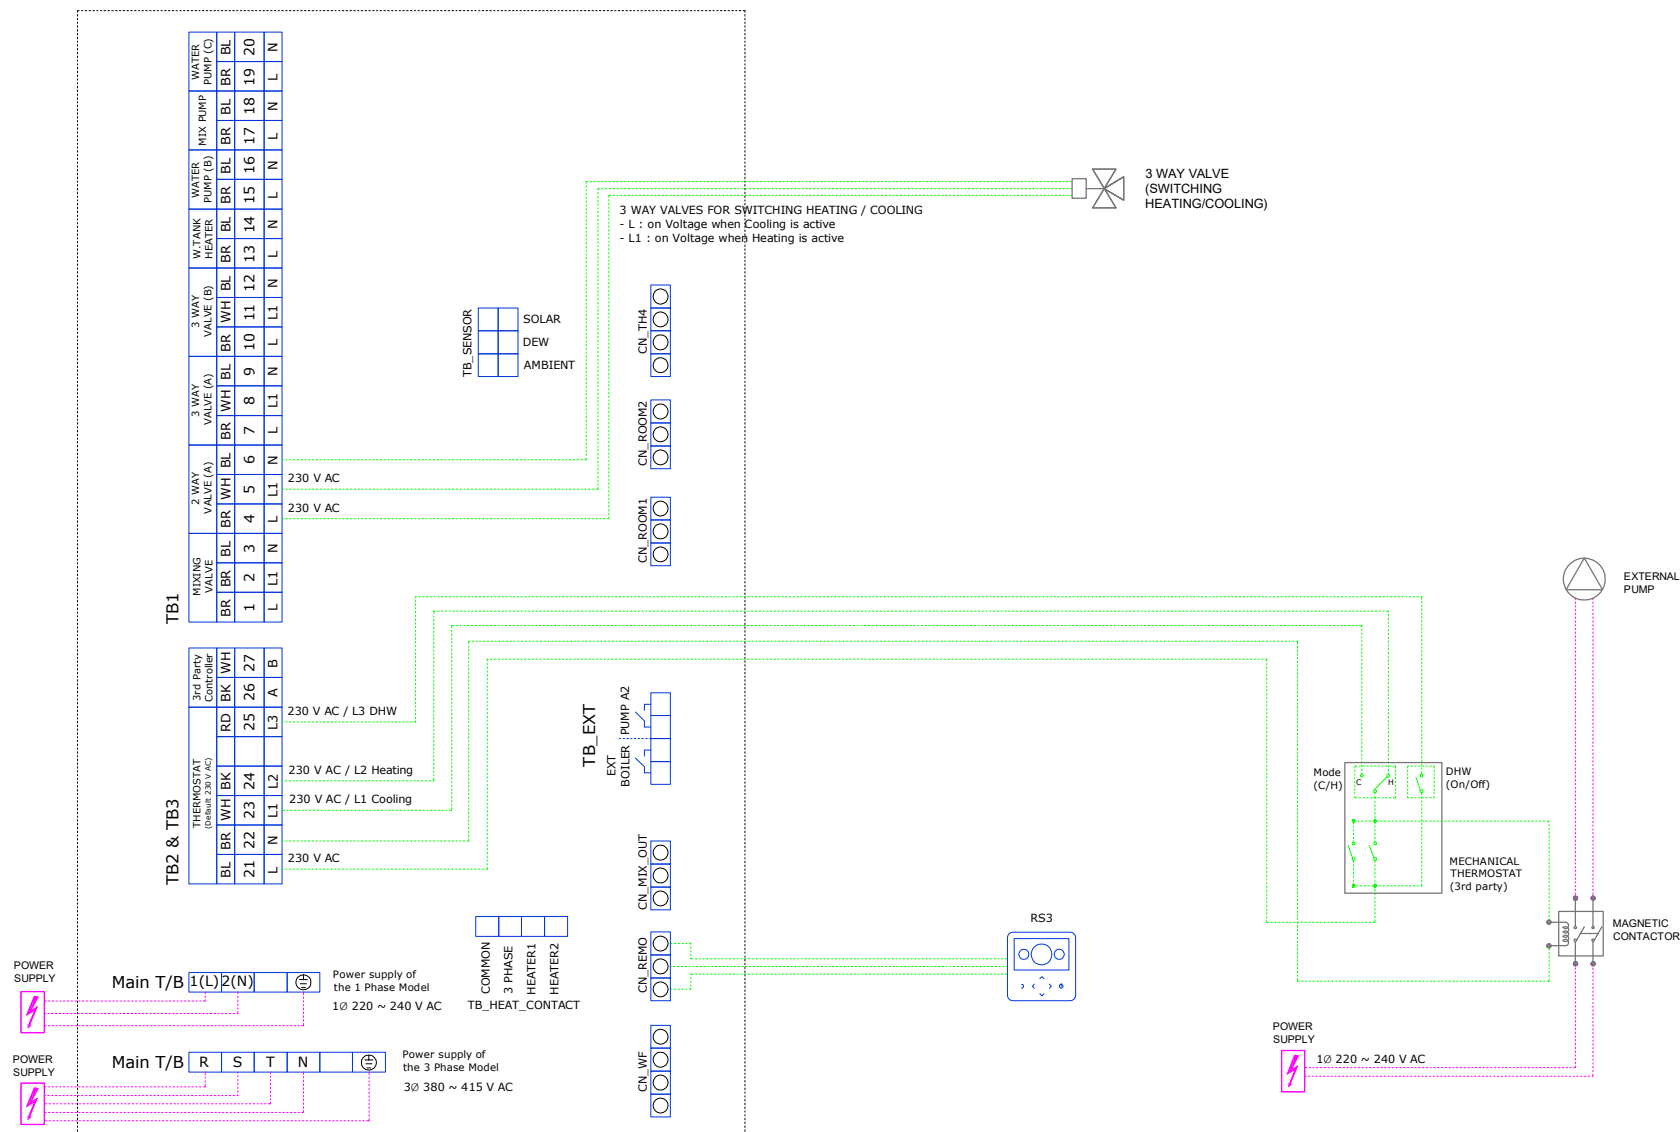 WATER
PUMP (C)
BL 20 N
BR 19 L
MIX PUMP
BL 18 N
BR 17 L
WATER
PUMP (B)
BL 16 N
BR 15 L
W.TANK
HEATER
BL 14 N
BR 13 L
3 WAY
VALVE (B)
BL 12 N
WH 11 L1
BR 10 L
3 WAY
VALVE (A)
BL 9 N
WH 8 L1
BR 7 L
2 WAY
VALVE (A)
BL 6 N
WH 5 L1
BR 4 L
MIXING
VALVE
BL 3 N
BR 2 L1
BR 1 L
TB1
230 V AC
230 V AC
3 WAY VALVES FOR SWITCHING HEATING / COOLING
- L : on Voltage when Cooling is active
- L1 : on Voltage when Heating is active
3 WAY VALVE
(SWITCHING
HEATING/COOLING)
TB_SENSOR
SOLAR
DEW
AMBIENT
CN_TH4
CN_ROOM2
CN_ROOM1
3rd Party
Controller
WH 27 B
BK 26 A
THERMOSTAT
(Default 230 V AC)
RD 25 L3
BK 24 L2
WH 23 L1
BR 22 N
BL 21 L
TB2 & TB3
230 V AC / L3 DHW
230 V AC / L2 Heating
230 V AC / L1 Cooling
230 V AC
TB_EXT
PUMP A2
EXT
BOILER
CN_MIX_OUT
CN_REMO
CN_WF
COMMON
3 PHASE
HEATER1
HEATER2
TB_HEAT_CONTACT
RS3
EXTERNAL
PUMP
Mode
(C/H)
C
H
DHW
(On/Off)
MECHANICAL
THERMOSTAT
(3rd party)
MAGNETIC
CONTACTOR
POWER
SUPPLY
1Ø 220 ~ 240 V AC
POWER
SUPPLY
Main T/B 1(L) 2(N)
Power supply of
the 1 Phase Model
1Ø 220 ~ 240 V AC
POWER
SUPPLY
Main T/B R S T N
Power supply of
the 3 Phase Model
3Ø 380 ~ 415 V AC